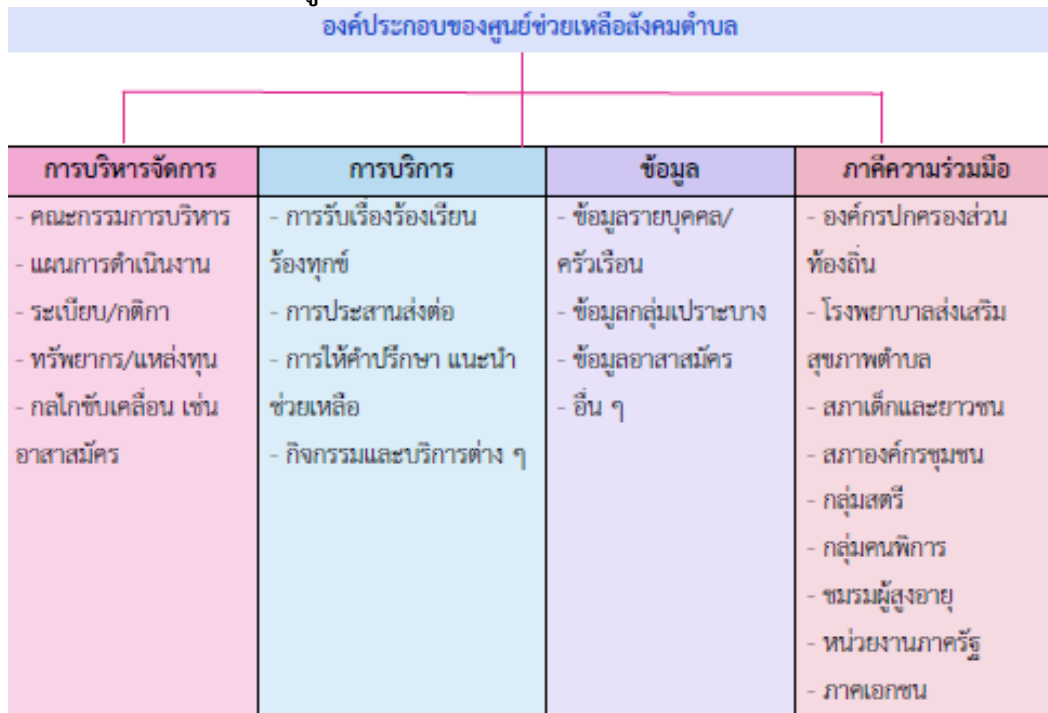 องค์ประกอบของศูนย์ช่วยเหลือสังคมตำบล
การบริหารจัดการ
- คณะกรรมการบริหาร
- แผนการดำเนินงาน
- ระเบียบ/กติกา
- ทรัพยากร/แหล่งทุน
- กลไกขับเคลื่อน เช่น
อาสาสมัคร
การบริการ
- การรับเรื่องร้องเรียน
ร้องทุกข์
- การประสานส่งต่อ
- การให้คำปรึกษา แนะนำ
ช่วยเหลือ
- กิจกรรมและบริการต่าง ๆ
ข้อมูล
- ข้อมูลรายบุคคล/
ครัวเรือน
- ข้อมูลกลุ่มเปราะบาง
- ข้อมูลอาสาสมัคร
- อื่น ๆ
ภาคีความร่วมมือ
- องค์กรปกครองส่วน
ท้องถิ่น
- โรงพยาบาลส่งเสริม
สุขภาพตำบล
- สภาเด็กและยาวชน
- สภาองค์กรชุมชน
- กลุ่มสตรี
- กลุ่มคนพิการ
- ชมรมผู้สูงอายุ
- หน่วยงานภาครัฐ
- ภาคเอกชน